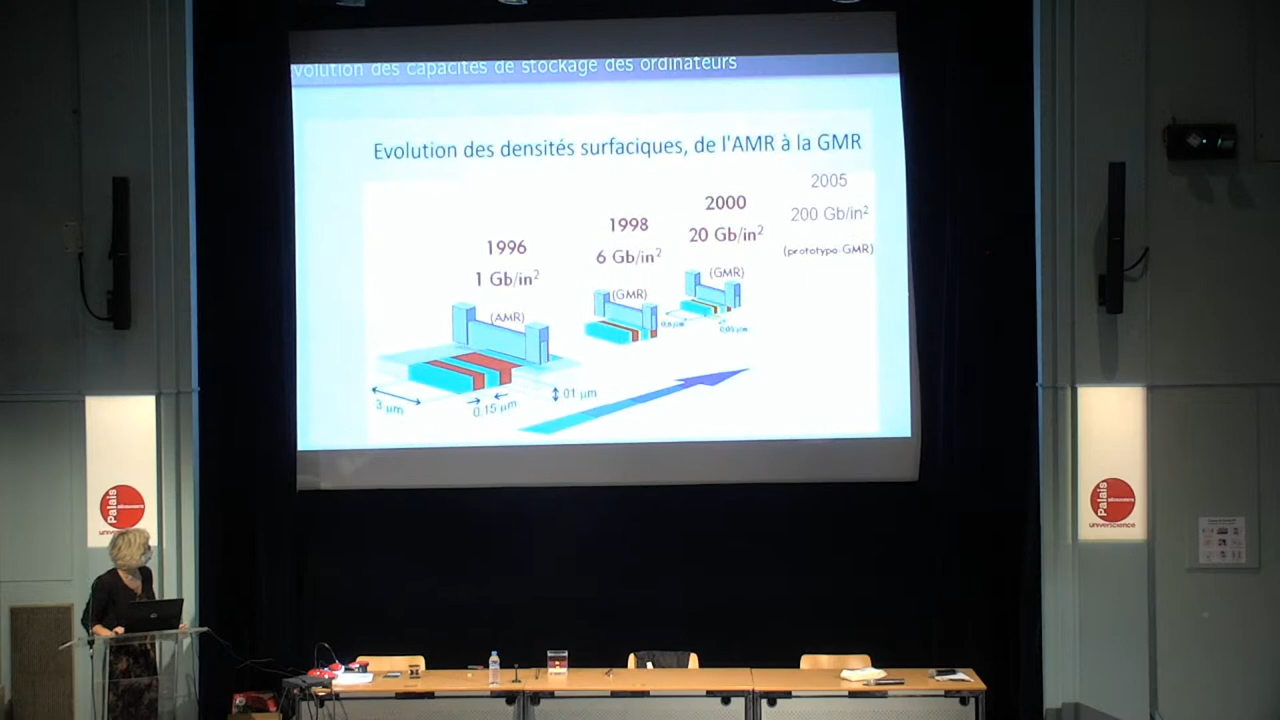 volution des capacités de stockage des ordinateurs
Evolution des densités surfaciques, de l'AMR à la GMR
2005
200 Gb/in²
(prototype GMR)
2000
20 Gb/in²
(GMR)
1998
6 Gb/in²
(GMR)
1996
1 Gb/in²
(AMR)
3 µm
0.15 µm
01 µm
Palais
découverte
universcience
Palais
découverte
universcience